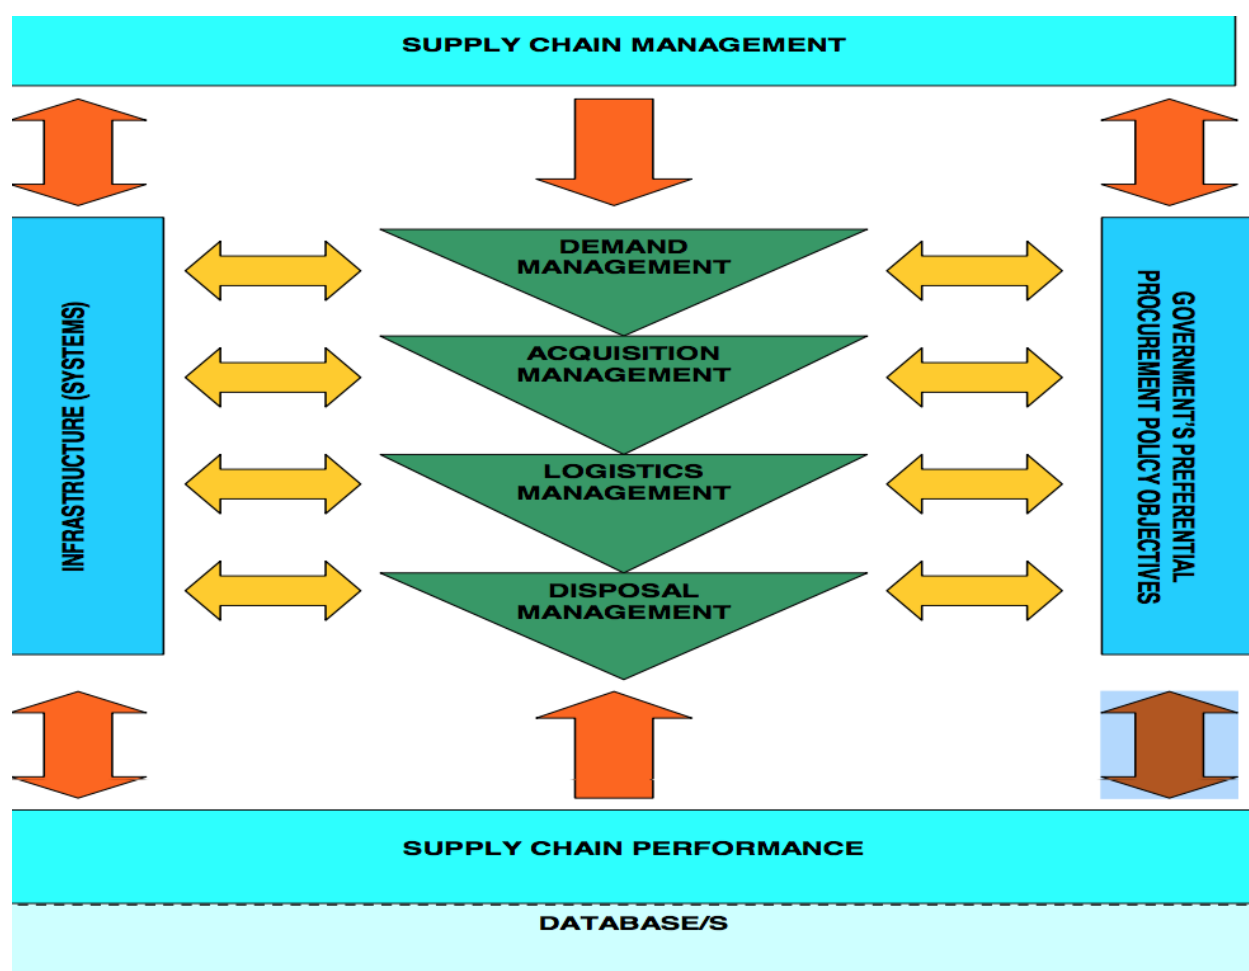 SUPPLY CHAIN MANAGEMENT
INFRASTRUCTURE (SYSTEMS)
DEMAND
MANAGEMENT
ACQUISITION
MANAGEMENT
LOGISTICS
MANAGEMENT
DISPOSAL
MANAGEMENT
GOVERNMENT'S PREFERENTIAL
PROCUREMENT POLICY OBJECTIVES
SUPPLY CHAIN PERFORMANCE
DATABASE/S